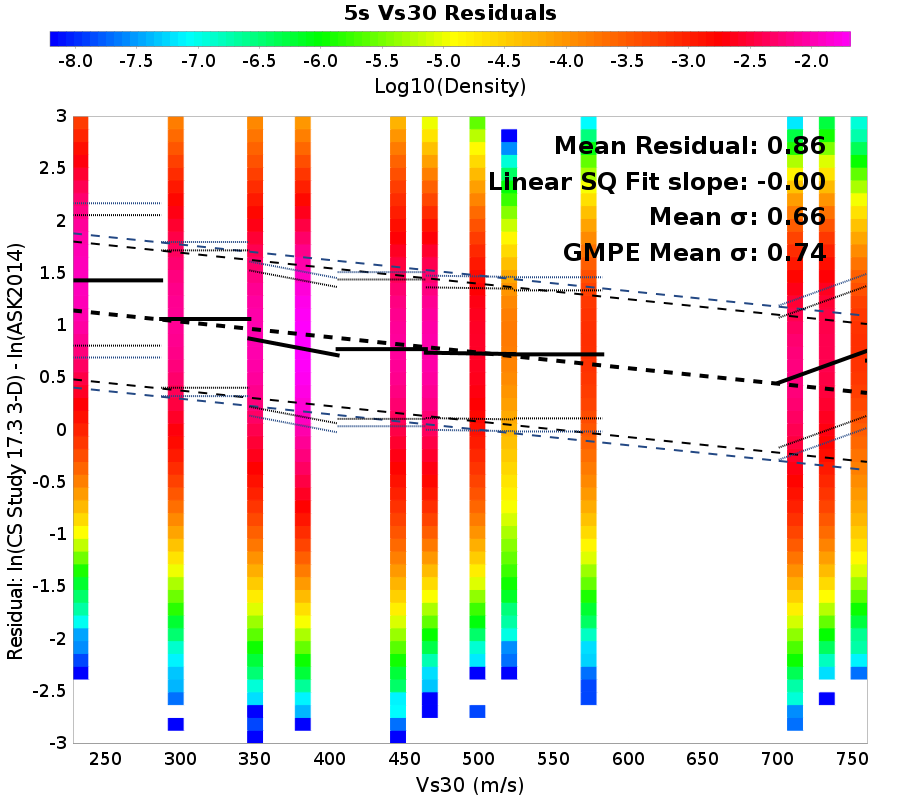 5s Vs30 Residuals
-8.0 -7.5 -7.0 -6.5 -6.0 -5.5 -5.0 -4.5 -4.0 -3.5 -3.0 -2.5 -2.0
Log10(Density)
Mean Residual: 0.86
Linear SQ Fit slope: -0.00
Mean σ: 0.66
GMPE Mean σ: 0.74
Residual: ln(CS Study 17.3 3-D) - ln(ASK2014)
3
2.5
2
1.5
1
0.5
0
-0.5
-1
-1.5
-2
-2.5
-3
250 300 350 400 450 500 550 600 650 700 750
Vs30 (m/s)